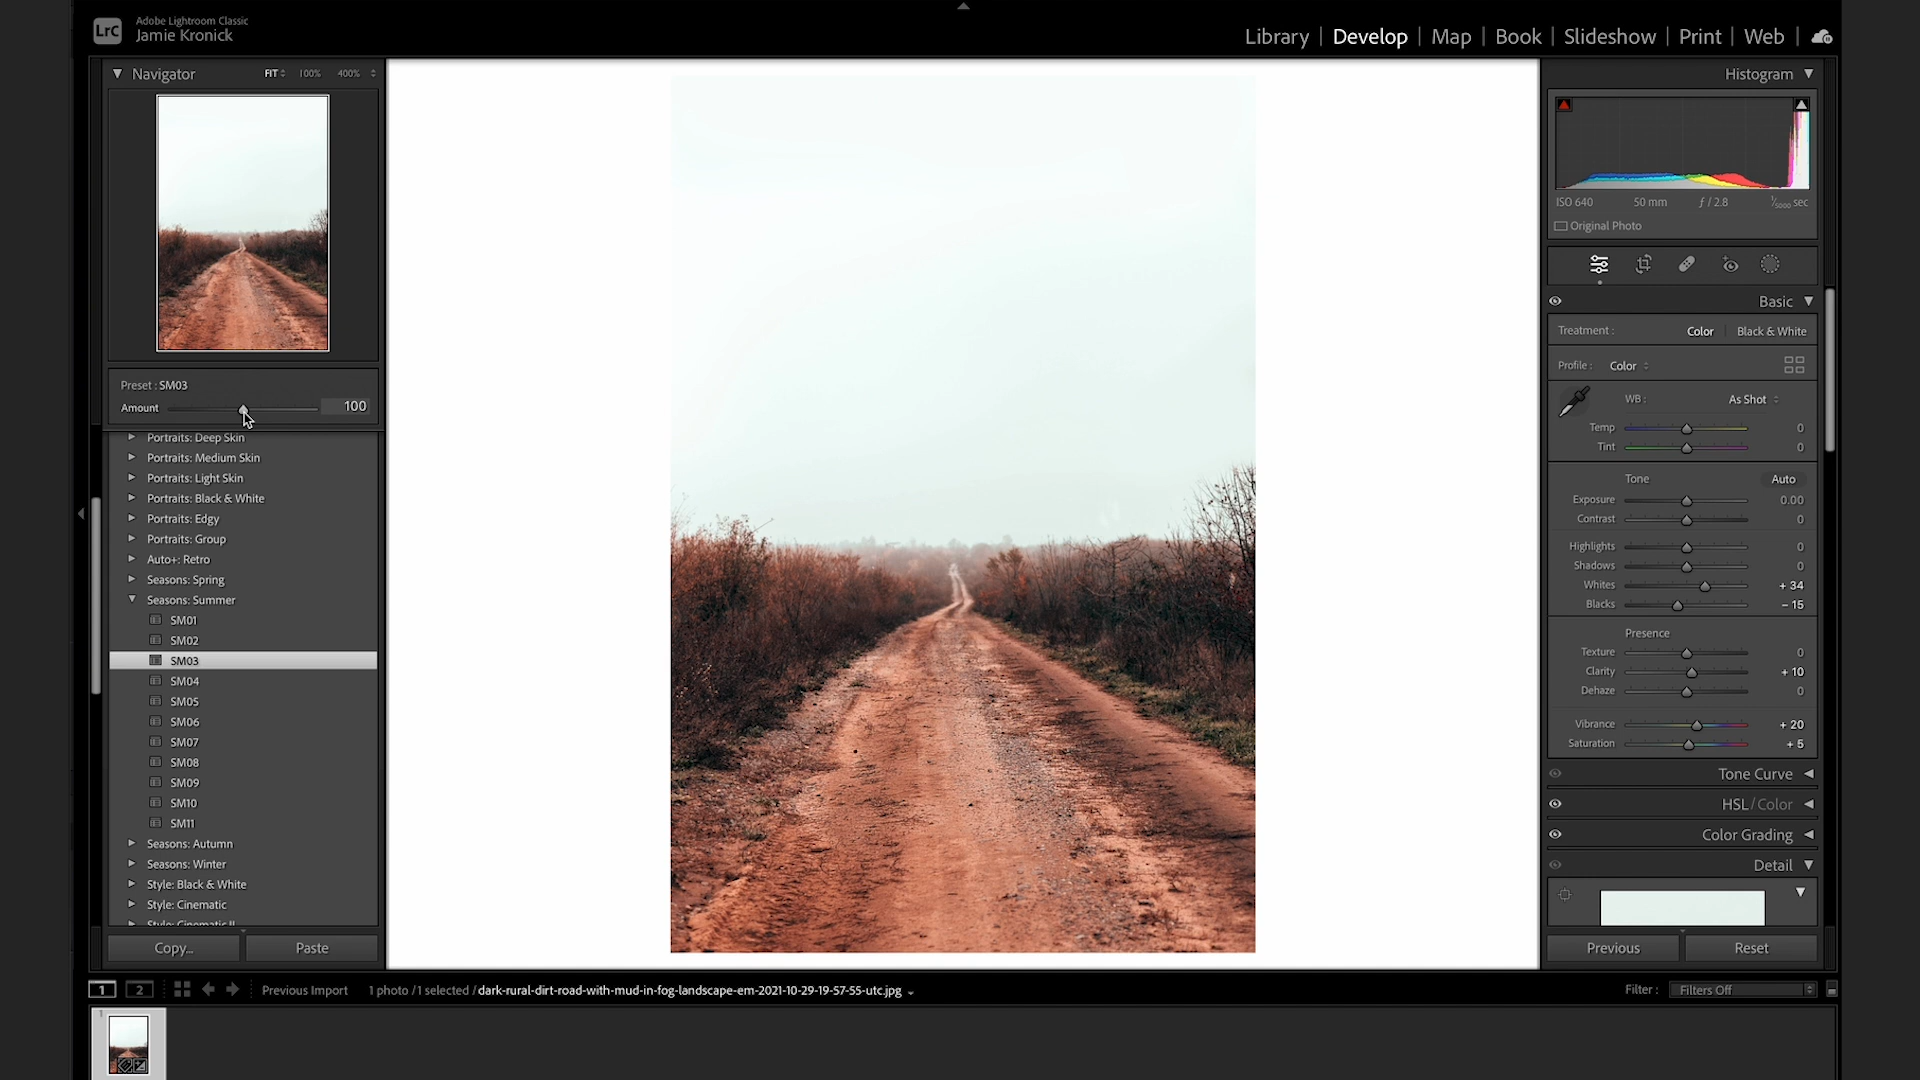 LrC
Adobe Lightroom Classic
Jamie Kronick
Library | Develop | Map | Book | Slideshow | Print | Web
Navigator
FIT 100% 400%
Preset : SM03
Amount 100
Portraits: Deep Skin
Portraits: Medium Skin
Portraits: Light Skin
Portraits: Black & White
Portraits: Edgy
Portraits: Group
Auto+: Retro
Seasons: Spring
Seasons: Summer
SM01
SM02
SM03
SM04
SM05
SM06
SM07
SM08
SM09
SM10
SM11
Seasons: Autumn
Seasons: Winter
Style: Black & White
Style: Cinematic
Style: Cinematic II
Copy... Paste
Histogram
ISO 640 50 mm ƒ / 2.8 1/5000 sec
Original Photo
Basic
Treatment : Color Black & White
Profile : Color
WB : As Shot
Temp 0
Tint 0
Tone Auto
Exposure 0.00
Contrast 0
Highlights 0
Shadows 0
Whites + 34
Blacks – 15
Presence
Texture 0
Clarity + 10
Dehaze 0
Vibrance + 20
Saturation + 5
Tone Curve
HSL / Color
Color Grading
Detail
Previous Reset
1 2 Previous Import 1 photo / 1 selected / dark-rural-dirt-road-with-mud-in-fog-landscape-em-2021-10-29-19-57-55-utc.jpg
Filter : Filters Off
1